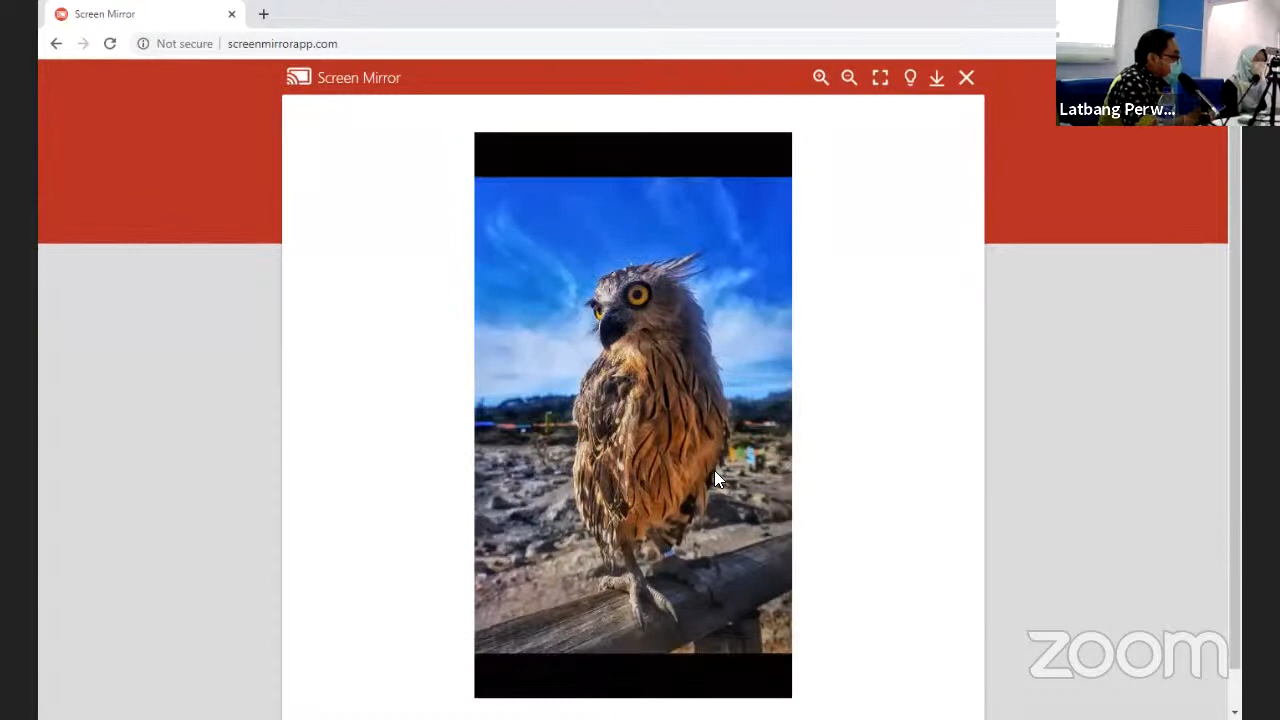 Screen Mirror
Not secure
screenmirrorapp.com
Screen Mirror
Latbang Perw...
zoom